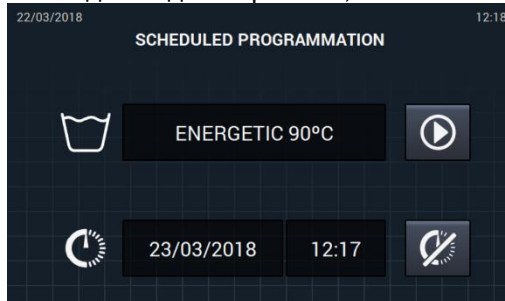 22/03/2018 12:18
SCHEDULED PROGRAMMATION
ENERGETIC 90ºC
23/03/2018 12:17